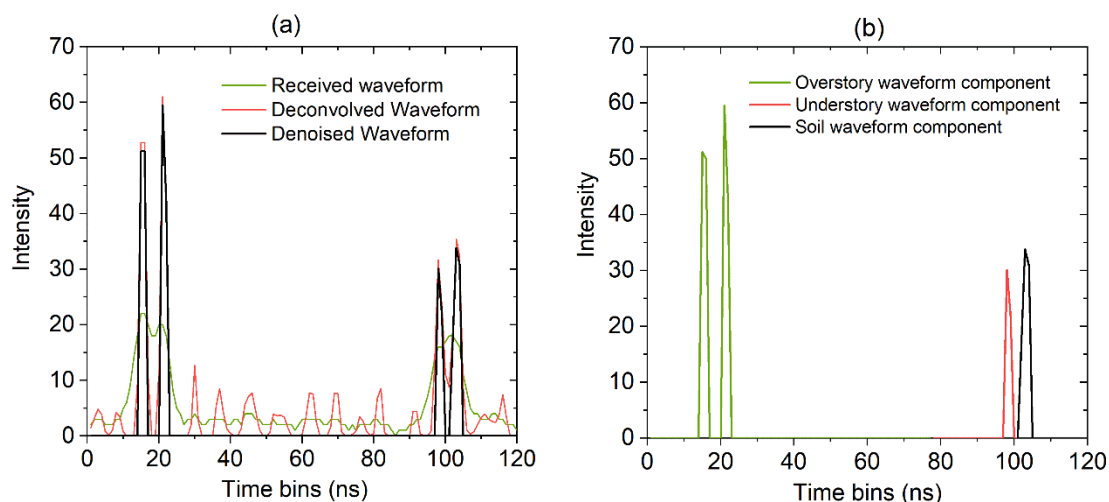 (a)
70
60
50
40
30
20
10
0
Intensity
Received waveform
Deconvolved Waveform
Denoised Waveform
0 20 40 60 80 100 120
Time bins (ns)
(b)
70
60
50
40
30
20
10
0
Intensity
Overstory waveform component
Understory waveform component
Soil waveform component
0 20 40 60 80 100 120
Time bins (ns)